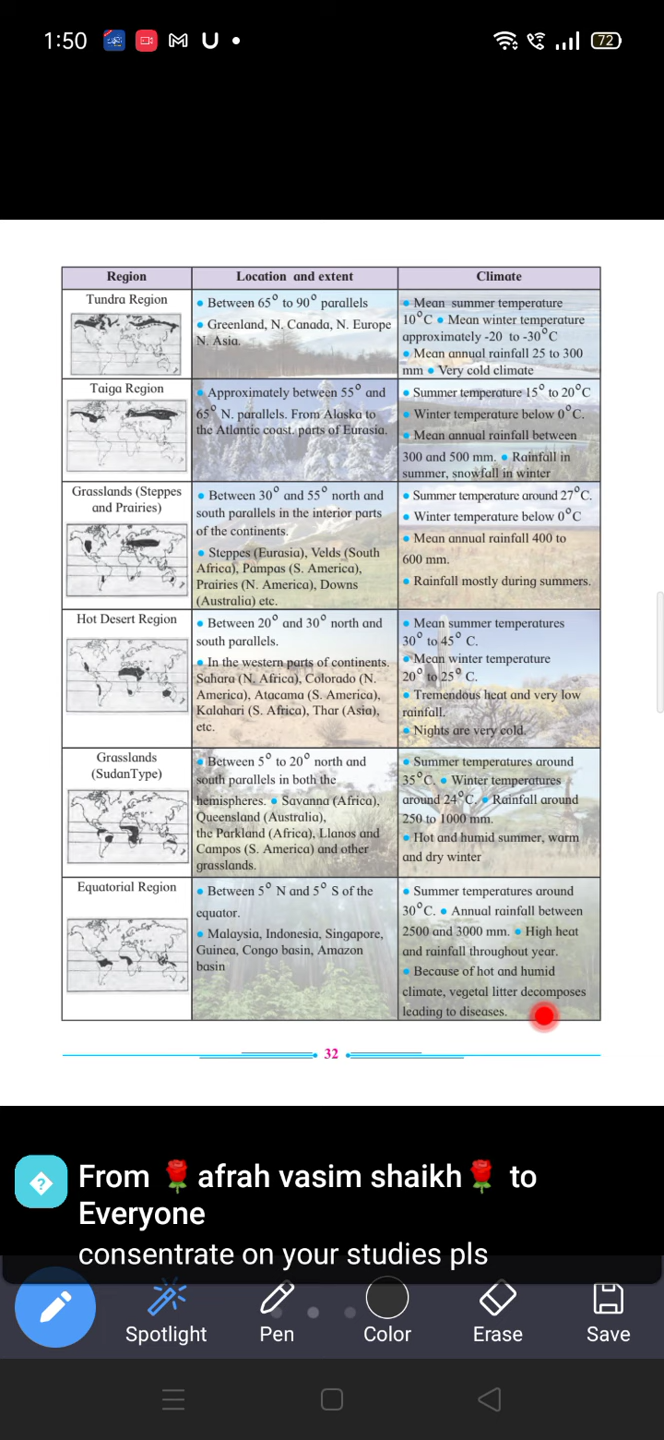 1:50
72
Region
Location and extent
Climate
Tundra Region
● Between 65° to 90° parallels
● Greenland, N. Canada, N. Europe
N. Asia.
● Mean summer temperature
10°C ● Mean winter temperature
approximately -20 to -30°C
● Mean annual rainfall 25 to 300
mm ● Very cold climate
Taiga Region
● Approximately between 55° and
65° N. parallels. From Alaska to
the Atlantic coast. parts of Eurasia.
● Summer temperature 15° to 20°C
● Winter temperature below 0°C.
● Mean annual rainfall between
300 and 500 mm. ● Rainfall in
summer, snowfall in winter
Grasslands (Steppes
and Prairies)
● Between 30° and 55° north and
south parallels in the interior parts
of the continents.
● Steppes (Eurasia), Velds (South
Africa), Pampas (S. America),
Prairies (N. America), Downs
(Australia) etc.
● Summer temperature around 27°C.
● Winter temperature below 0°C
● Mean annual rainfall 400 to
600 mm.
● Rainfall mostly during summers.
Hot Desert Region
● Between 20° and 30° north and
south parallels.
● In the western parts of continents.
Sahara (N. Africa), Colorado (N.
America), Atacama (S. America),
Kalahari (S. Africa), Thar (Asia),
etc.
● Mean summer temperatures
30° to 45° C.
● Mean winter temperature
20° to 25° C.
● Tremendous heat and very low
rainfall.
● Nights are very cold
Grasslands
(SudanType)
● Between 5° to 20° north and
south parallels in both the
hemispheres. ● Savanna (Africa),
Queensland (Australia),
the Parkland (Africa), Llanos and
Campos (S. America) and other
grasslands.
● Summer temperatures around
35°C. ● Winter temperatures
around 24°C. ● Rainfall around
250 to 1000 mm.
● Hot and humid summer, warm
and dry winter
Equatorial Region
● Between 5° N and 5° S of the
equator.
● Malaysia, Indonesia, Singapore,
Guinea, Congo basin, Amazon
basin
● Summer temperatures around
30°C. ● Annual rainfall between
2500 and 3000 mm. ● High heat
and rainfall throughout year.
● Because of hot and humid
climate, vegetal litter decomposes
leading to diseases.
32
From 🌹afrah vasim shaikh🌹 to
Everyone
consentrate on your studies pls
Spotlight
Pen
Color
Erase
Save